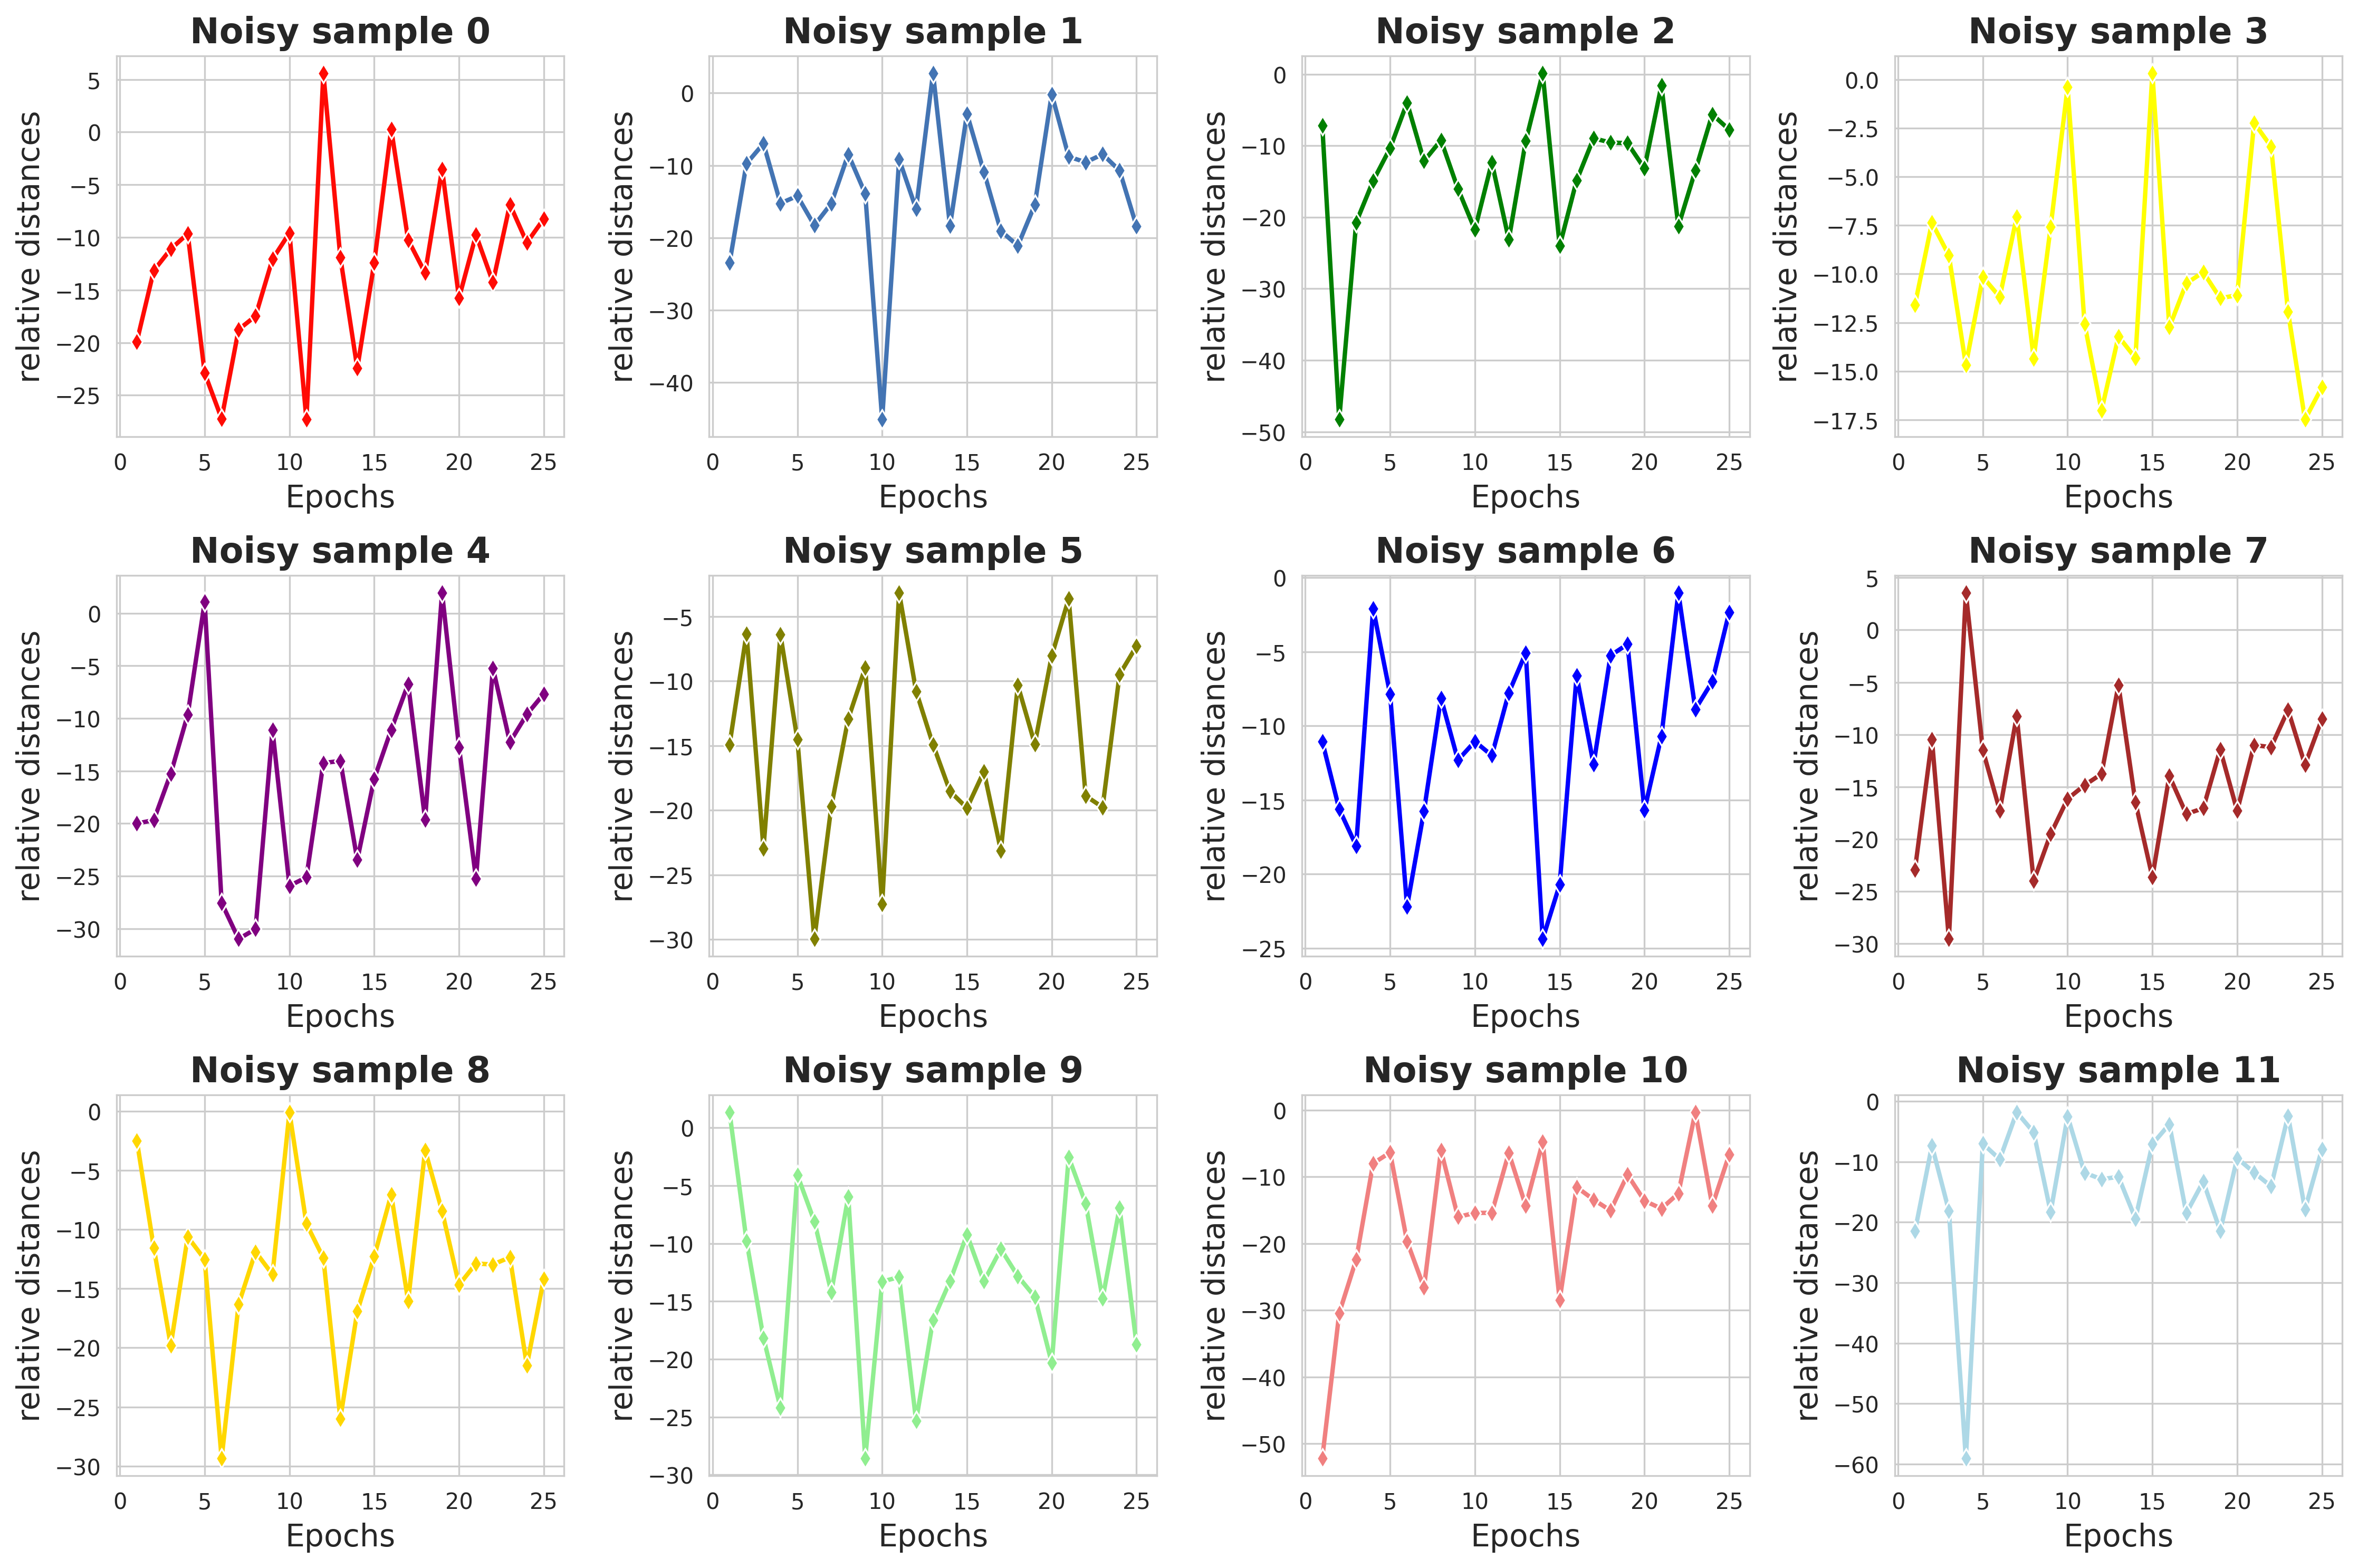 Noisy sample 0
relative distances
5
0
−5
−10
−15
−20
−25
0 5 10 15 20 25
Epochs
Noisy sample 1
relative distances
0
−10
−20
−30
−40
0 5 10 15 20 25
Epochs
Noisy sample 2
relative distances
0
−10
−20
−30
−40
−50
0 5 10 15 20 25
Epochs
Noisy sample 3
relative distances
0.0
−2.5
−5.0
−7.5
−10.0
−12.5
−15.0
−17.5
0 5 10 15 20 25
Epochs
Noisy sample 4
relative distances
0
−5
−10
−15
−20
−25
−30
0 5 10 15 20 25
Epochs
Noisy sample 5
relative distances
−5
−10
−15
−20
−25
−30
0 5 10 15 20 25
Epochs
Noisy sample 6
relative distances
0
−5
−10
−15
−20
−25
0 5 10 15 20 25
Epochs
Noisy sample 7
relative distances
5
0
−5
−10
−15
−20
−25
−30
0 5 10 15 20 25
Epochs
Noisy sample 8
relative distances
0
−5
−10
−15
−20
−25
−30
0 5 10 15 20 25
Epochs
Noisy sample 9
relative distances
0
−5
−10
−15
−20
−25
−30
0 5 10 15 20 25
Epochs
Noisy sample 10
relative distances
0
−10
−20
−30
−40
−50
0 5 10 15 20 25
Epochs
Noisy sample 11
relative distances
0
−10
−20
−30
−40
−50
−60
0 5 10 15 20 25
Epochs